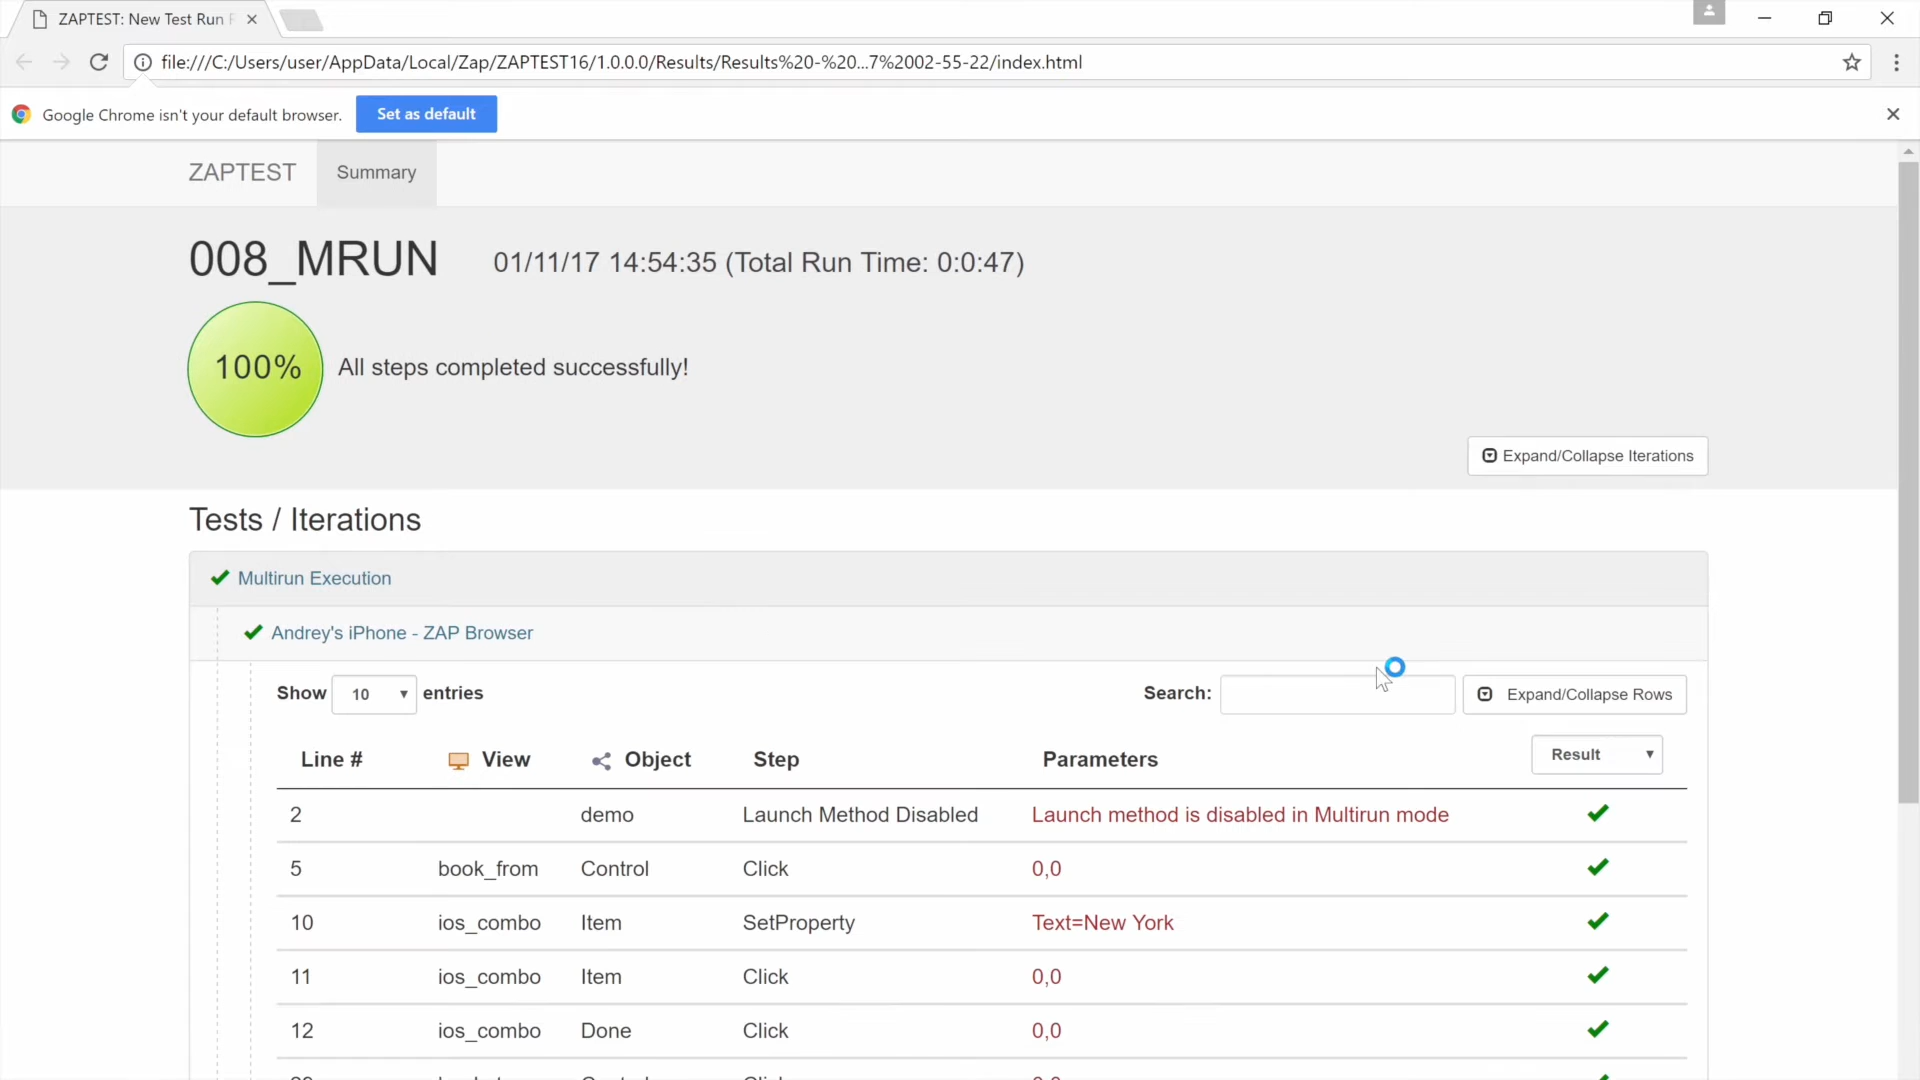 ZAPTEST: New Test Run
file:///C:/Users/user/AppData/Local/Zap/ZAPTEST16/1.0.0.0/Results/Results%20-%20...7%2002-55-22/index.html
Google Chrome isn't your default browser. Set as default
ZAPTEST Summary
008_MRUN 01/11/17 14:54:35 (Total Run Time: 0:0:47)
100% All steps completed successfully!
Expand/Collapse Iterations
Tests / Iterations
Multirun Execution
Andrey's iPhone - ZAP Browser
Show 10 entries Search: Expand/Collapse Rows
Line # View Object Step Parameters Result
2 demo Launch Method Disabled Launch method is disabled in Multirun mode
5 book_from Control Click 0,0
10 ios_combo Item SetProperty Text=New York
11 ios_combo Item Click 0,0
12 ios_combo Done Click 0,0